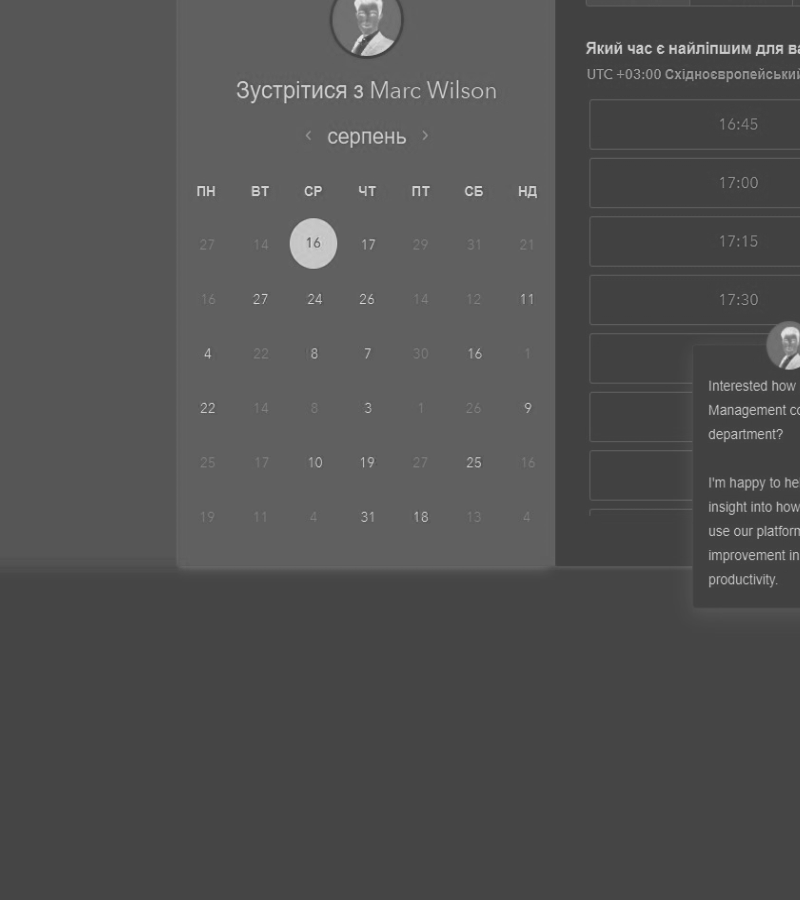 Зустрітися з Marc Wilson
‹ серпень ›
ПН ВТ СР ЧТ ПТ СБ НД
27 14 16 17 29 31 21
16 27 24 26 14 12 11
4 22 8 7 30 16 1
22 14 8 3 1 26 9
25 17 10 19 27 25 16
19 11 4 31 18 13 4
Який час є найліпшим для ва
UTC +03:00 Східноєвропейський
16:45
17:00
17:15
17:30
Interested how
Management co
department?
I'm happy to hel
insight into how
use our platform
improvement in
productivity.